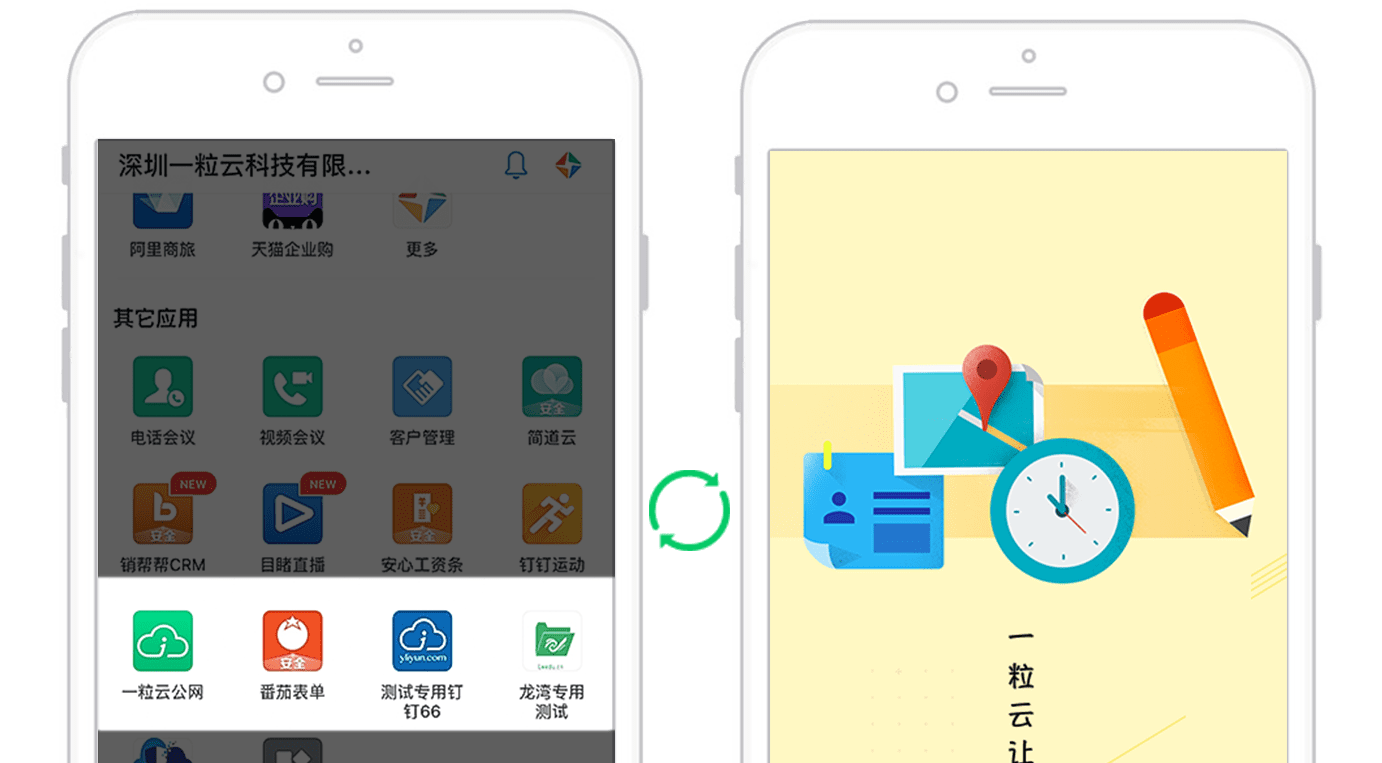 深圳一粒云科技有限...
企业购
阿里商旅
天猫企业购
更多
其它应用
安全
电话会议
视频会议
客户管理
简道云
NEW
NEW
安全
安全
销帮帮CRM
目睹直播
安心工资条
钉钉运动
安全
yliyun.com
一粒云公网
番茄表单
测试专用钉
钉66
龙湾专用
测试
一粒云让